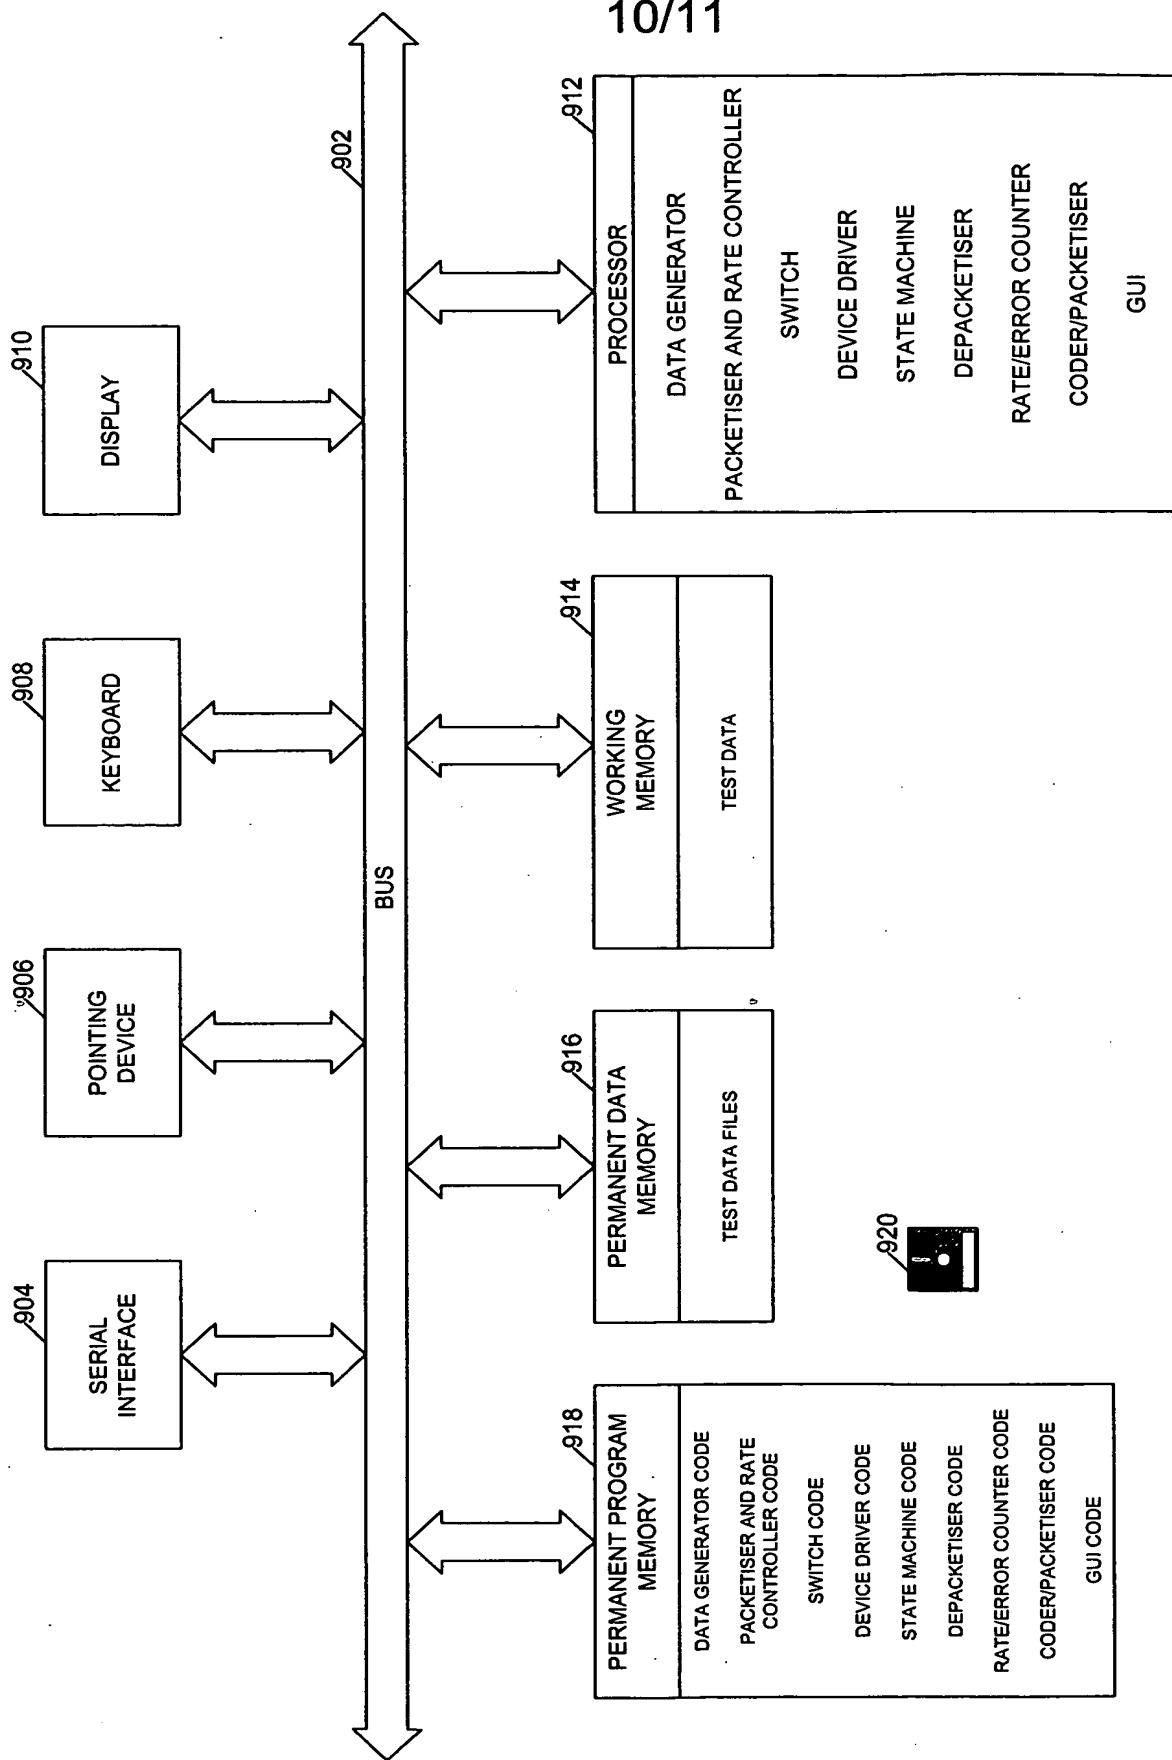 10/11
904
SERIAL
INTERFACE
906
POINTING
DEVICE
908
KEYBOARD
910
DISPLAY
902
BUS
918
PERMANENT PROGRAM
MEMORY
DATA GENERATOR CODE
PACKETISER AND RATE
CONTROLLER CODE
SWITCH CODE
DEVICE DRIVER CODE
STATE MACHINE CODE
DEPACKETISER CODE
RATE/ERROR COUNTER CODE
CODER/PACKETISER CODE
GUI CODE
916
PERMANENT DATA
MEMORY
TEST DATA FILES
920
914
WORKING
MEMORY
TEST DATA
912
PROCESSOR
DATA GENERATOR
PACKETISER AND RATE CONTROLLER
SWITCH
DEVICE DRIVER
STATE MACHINE
DEPACKETISER
RATE/ERROR COUNTER
CODER/PACKETISER
GUI